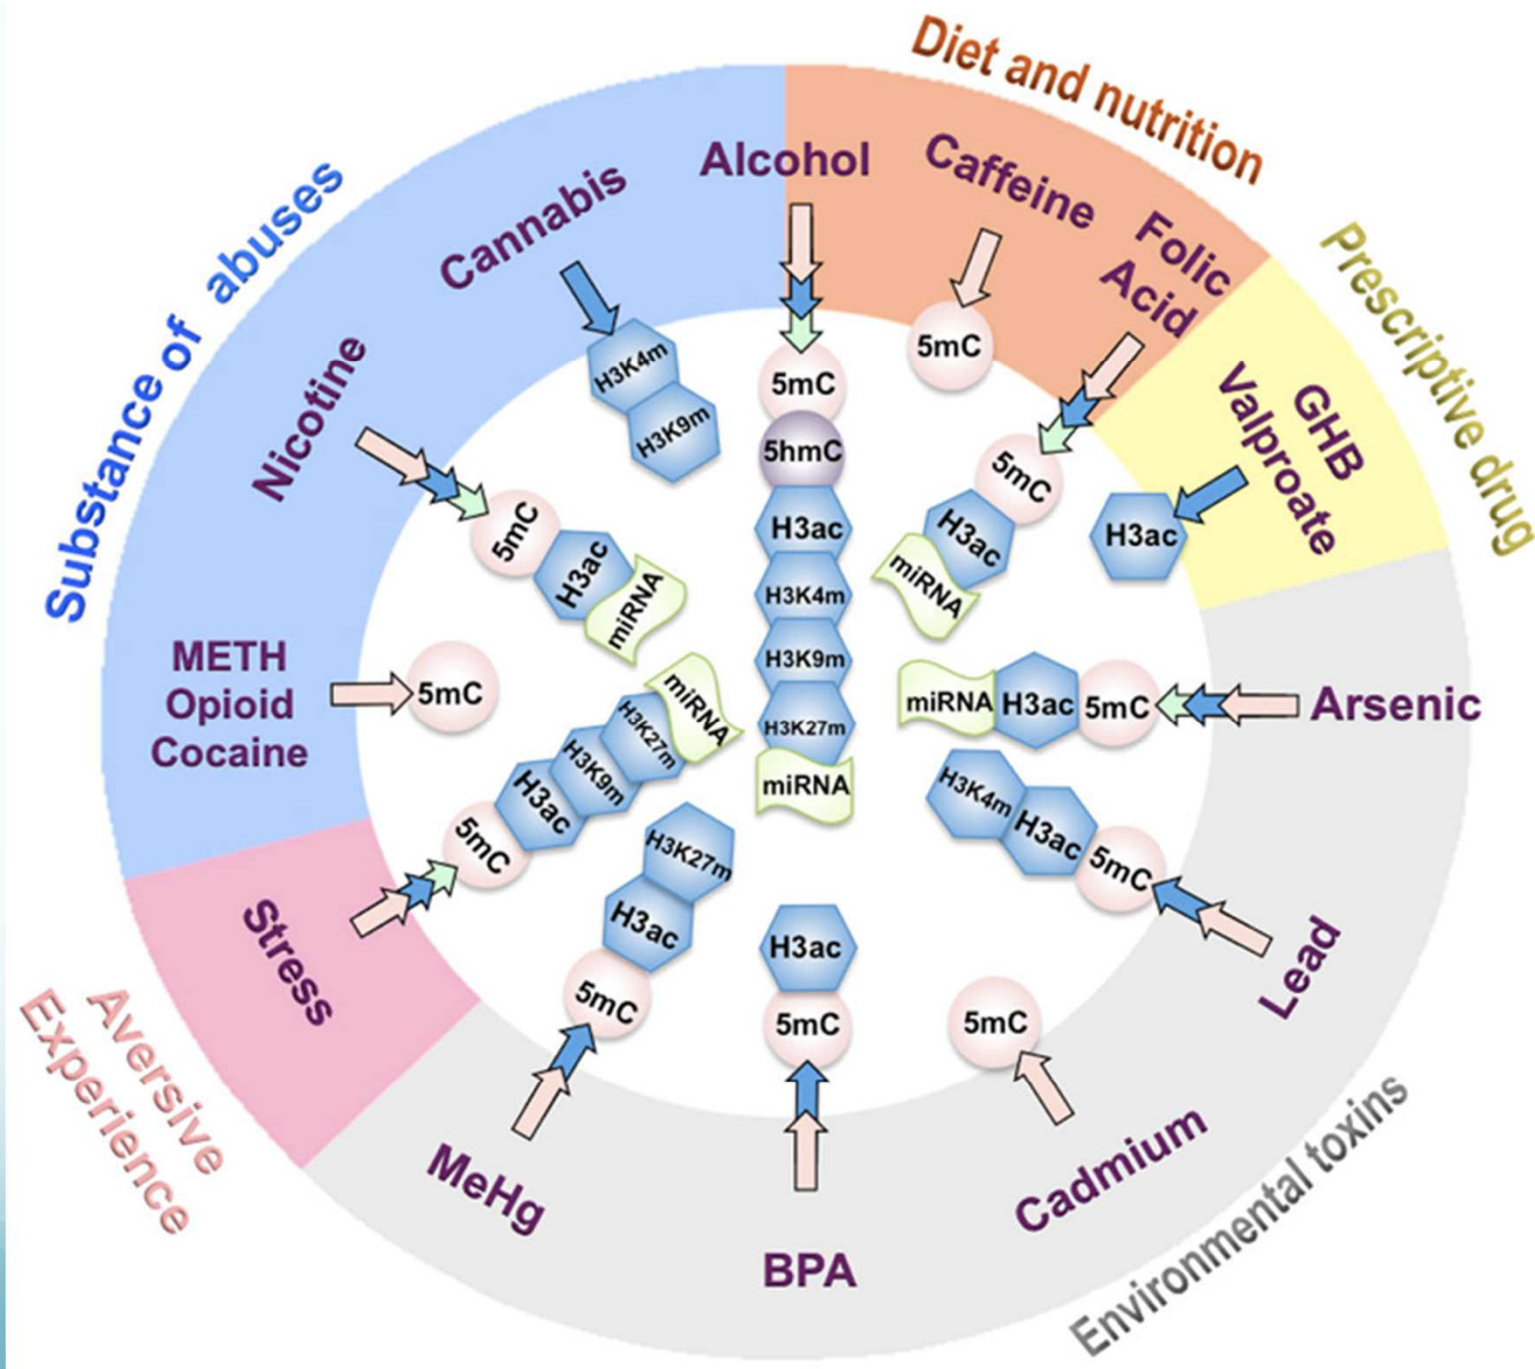 Diet and nutrition
Prescriptive drug
Environmental toxins
Aversive
Experience
Substance of abuses
Alcohol
5mC
5hmC
H3ac
H3K4m
H3K9m
H3K27m
miRNA
Caffeine
5mC
Folic
Acid
5mC
H3ac
miRNA
GHB
Valproate
H3ac
Arsenic
miRNA H3ac 5mC
Lead
H3K4m H3ac 5mC
Cadmium
5mC
BPA
H3ac
5mC
MeHg
H3K27m
H3ac
5mC
Stress
5mC H3ac H3K9m H3K27m miRNA
METH
Opioid
Cocaine
5mC
Nicotine
5mC H3ac miRNA
Cannabis
H3K4m
H3K9m